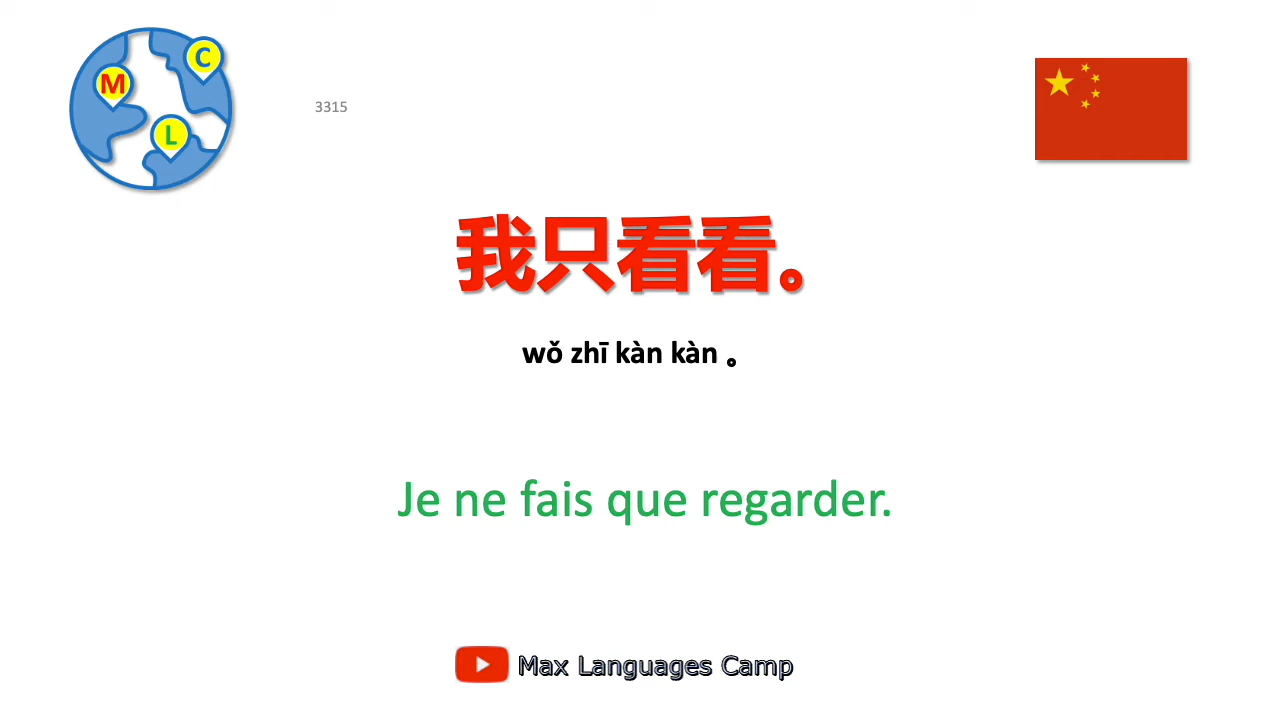 M
C
L
3315
我只看看。
wǒ zhī kàn kàn 。
Je ne fais que regarder.
Max Languages Camp